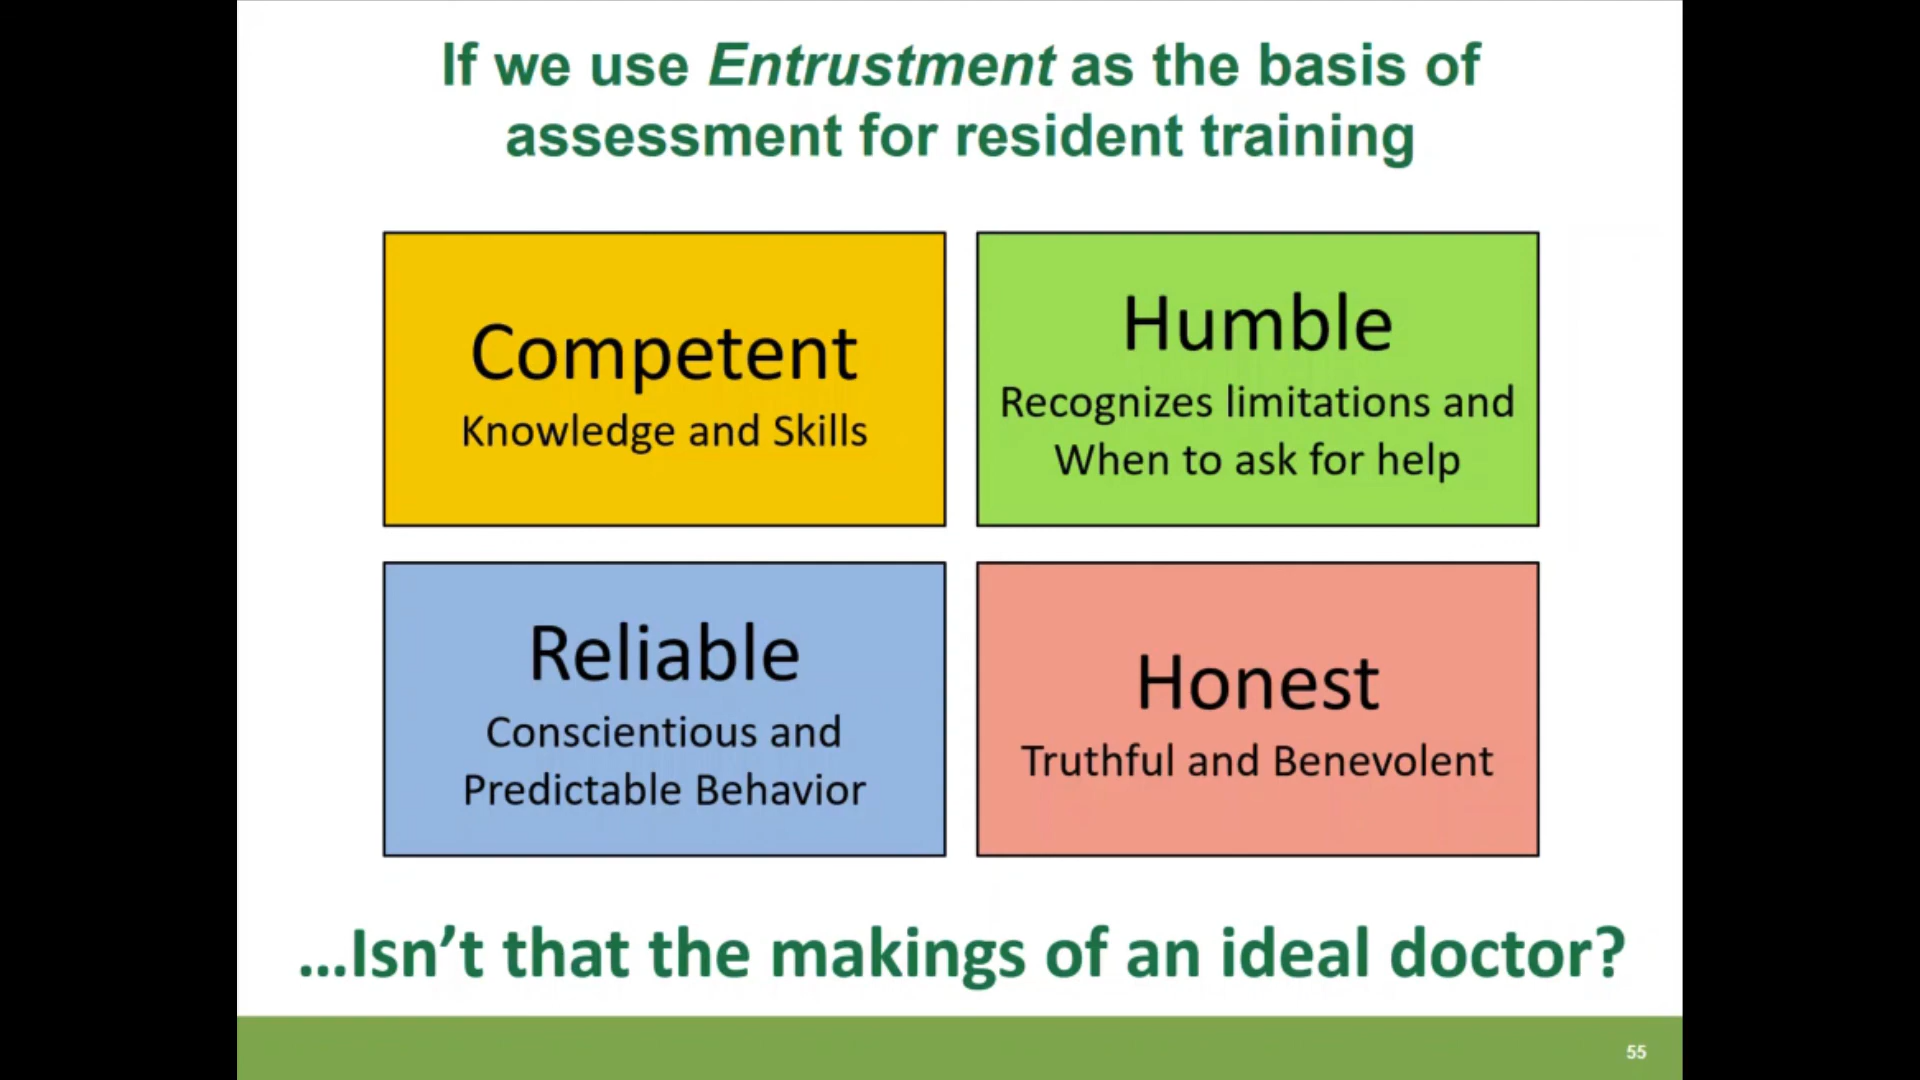 If we use Entrustment as the basis of
assessment for resident training
Competent
Knowledge and Skills
Humble
Recognizes limitations and
When to ask for help
Reliable
Conscientious and
Predictable Behavior
Honest
Truthful and Benevolent
...Isn’t that the makings of an ideal doctor?
55